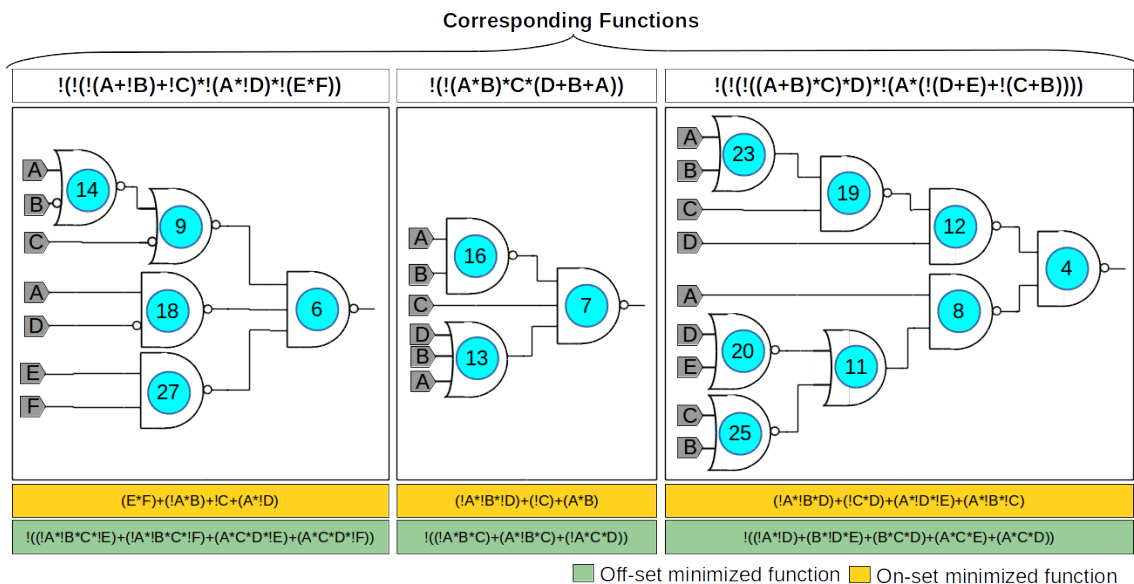 Corresponding Functions
!(!(!(A+!B)+!C)*!(A*!D)*!(E*F))
!(!(A*B)*C*(D+B+A))
!(!(!((A+B)*C)*D)*!(A*(!(D+E)+!(C+B))))
A
B
C
A
D
E
F
14
9
18
27
6
A
B
C
D
B
A
16
13
7
A
B
C
D
A
D
E
C
B
23
19
12
4
8
20
11
25
(E*F)+(!A*B)+!C+(A*!D)
(!A*!B*!D)+(!C)+(A*B)
(!A*!B*D)+(!C*D)+(A*!D*!E)+(A*!B*!C)
!((!A*!B*C*!E)+(!A*!B*C*!F)+(A*C*D*!E)+(A*C*D*!F))
!((!A*B*C)+(A*!B*C)+(!A*C*D))
!((!A*!D)+(B*!D*E)+(B*C*D)+(A*C*E)+(A*C*D))
Off-set minimized function
On-set minimized function